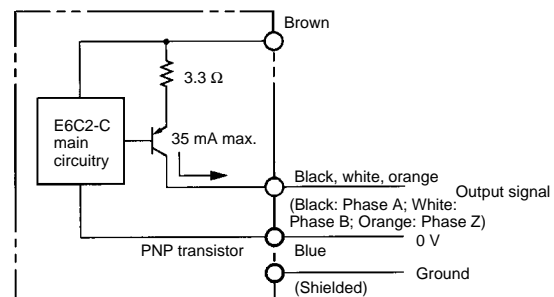 Brown
3.3 Ω
E6C2-C
main
circuitry
35 mA max.
Black, white, orange
Output signal
(Black: Phase A; White:
Phase B; Orange: Phase Z)
PNP transistor
Blue
0 V
Ground
(Shielded)